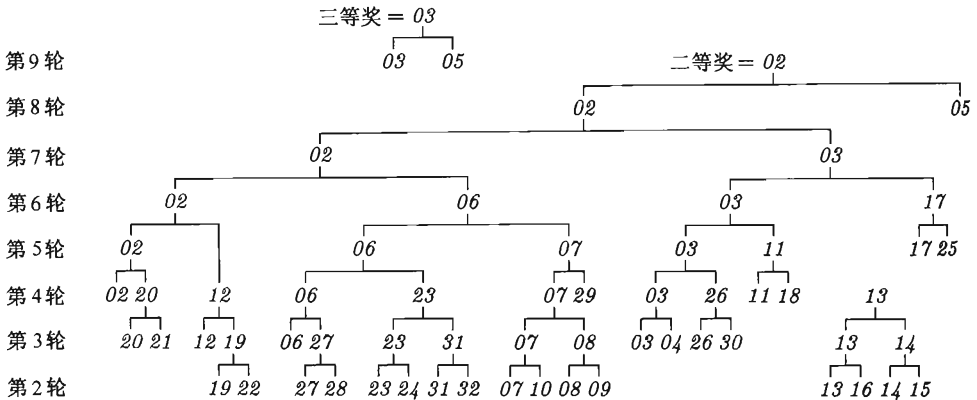 三等奖 = 03
第9轮 03 05 二等奖 = 02
第8轮 02 05
第7轮 02 03
第6轮 02 06 03 17
第5轮 02 06 07 03 11 17 25
第4轮 02 20 12 06 23 07 29 03 26 11 18 13
第3轮 20 21 12 19 06 27 23 31 07 08 03 04 26 30 13 14
第2轮 19 22 27 28 23 24 31 32 07 10 08 09 13 16 14 15